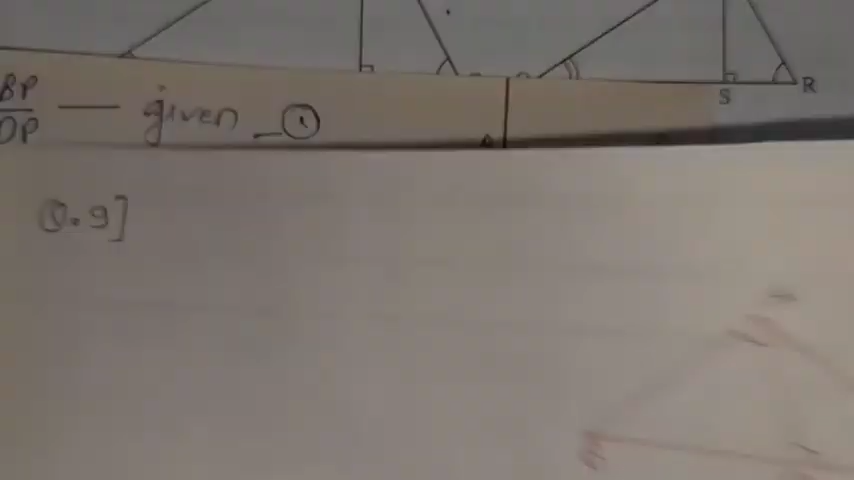 S R
BP
DP — given — ①
Q.9]